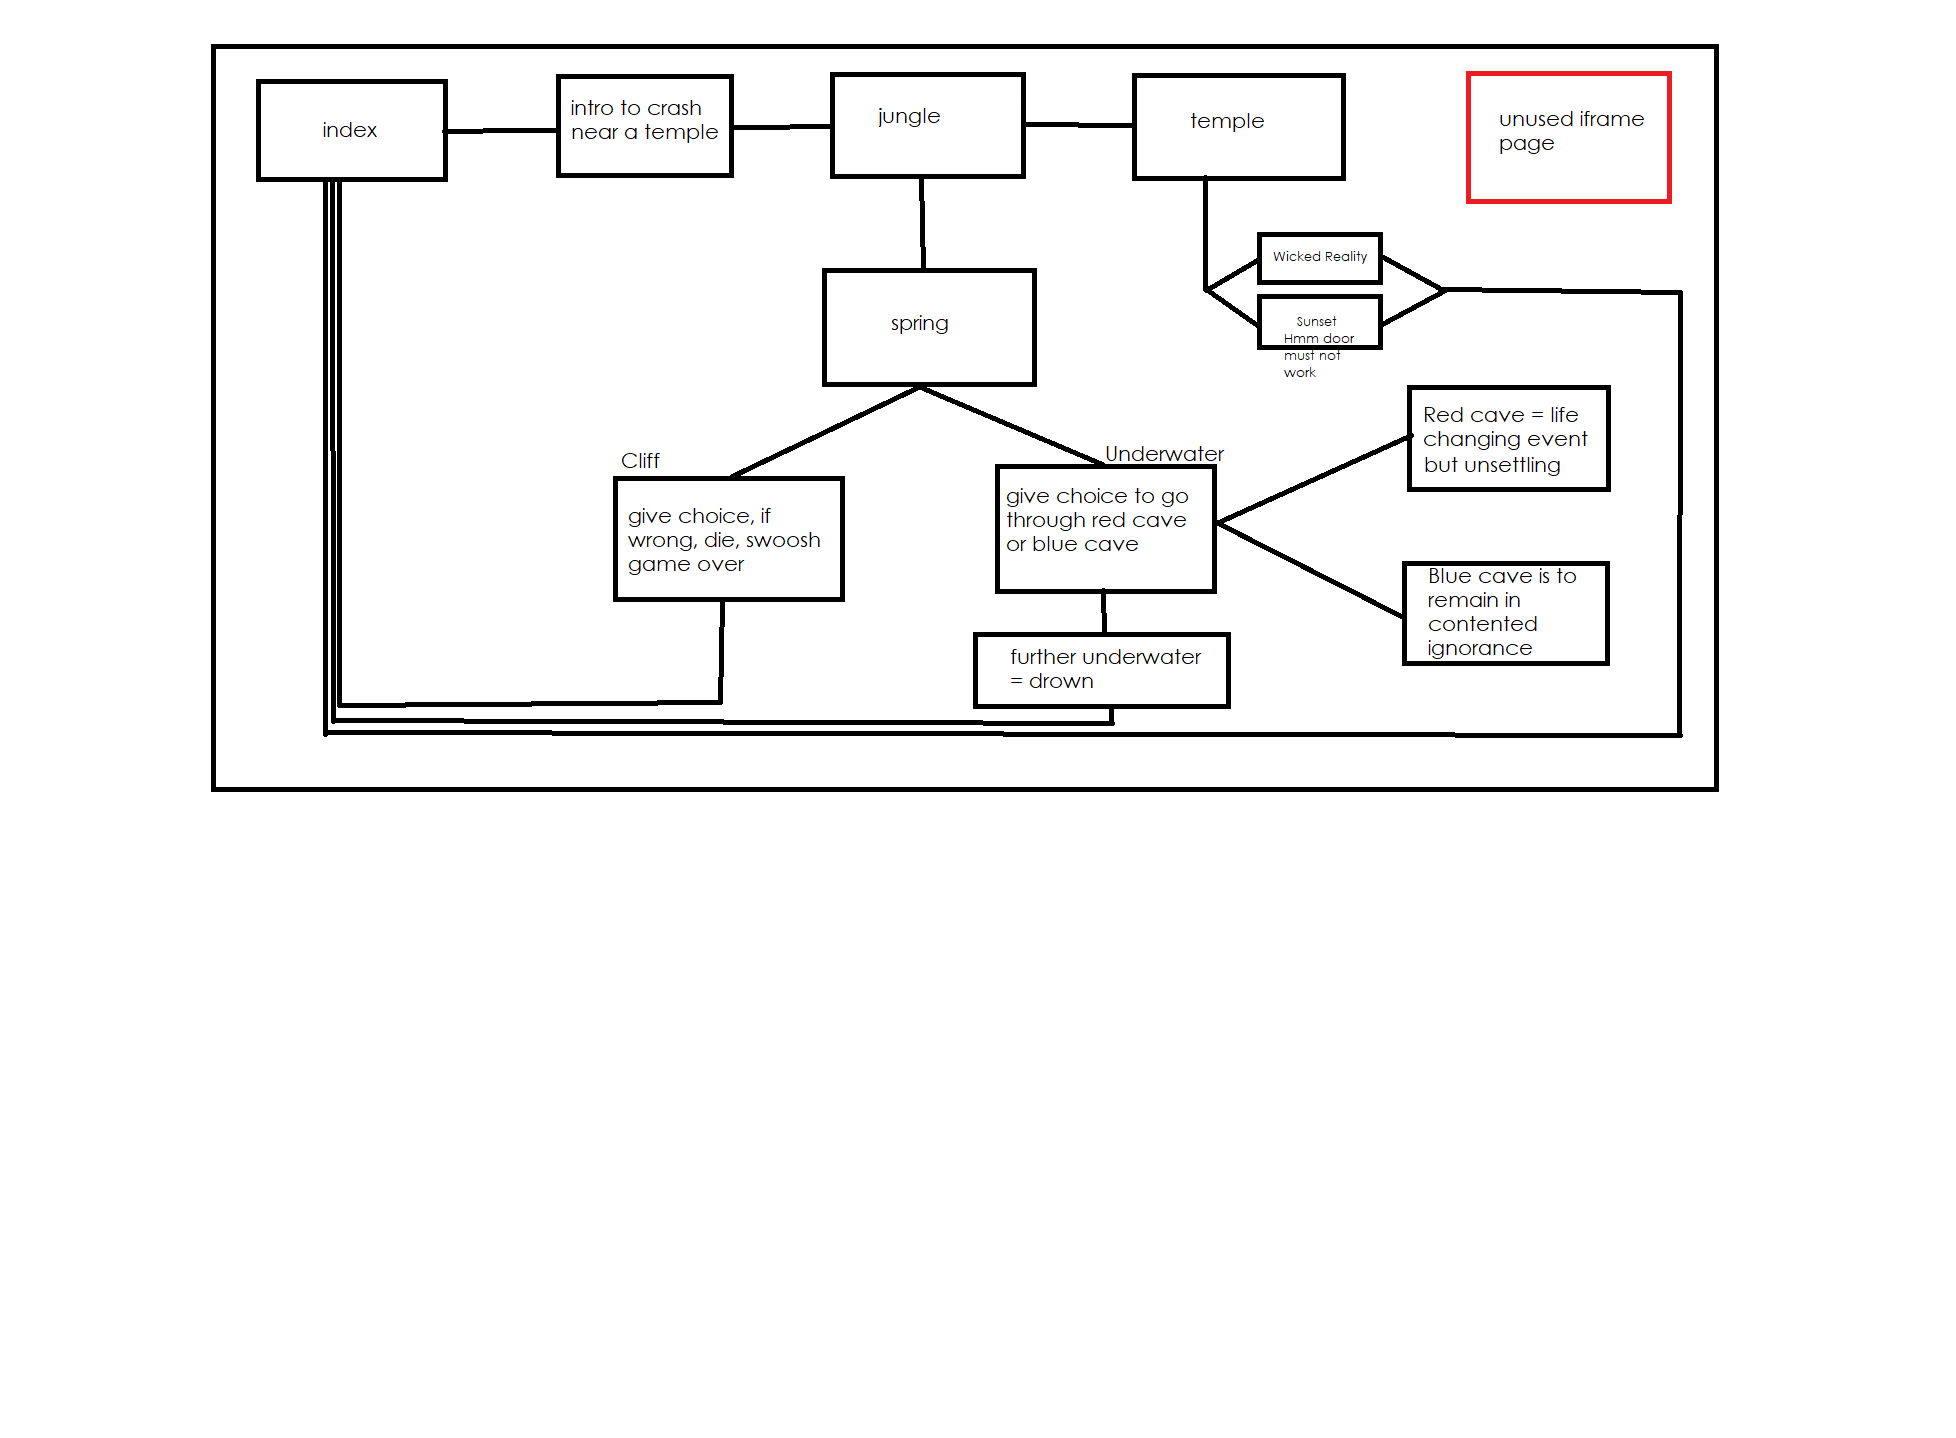 index
intro to crash
near a temple
jungle
temple
unused iframe
page
Wicked Reality
Sunset
Hmm door
must not
work
spring
Cliff
give choice, if
wrong, die, swoosh
game over
Underwater
give choice to go
through red cave
or blue cave
Red cave = life
changing event
but unsettling
Blue cave is to
remain in
contented
ignorance
further underwater
= drown